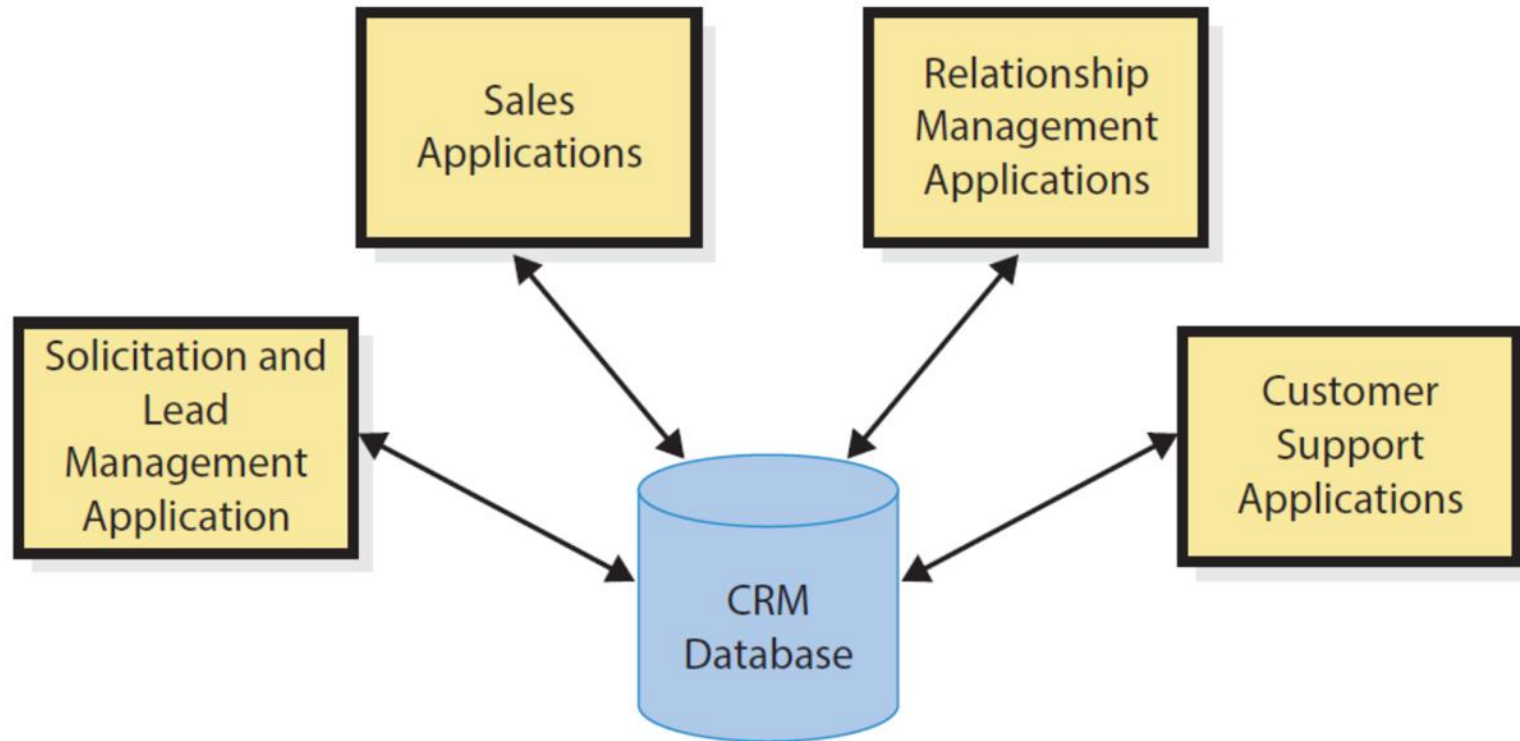 Sales
Applications
Relationship
Management
Applications
Solicitation and
Lead
Management
Application
Customer
Support
Applications
CRM
Database